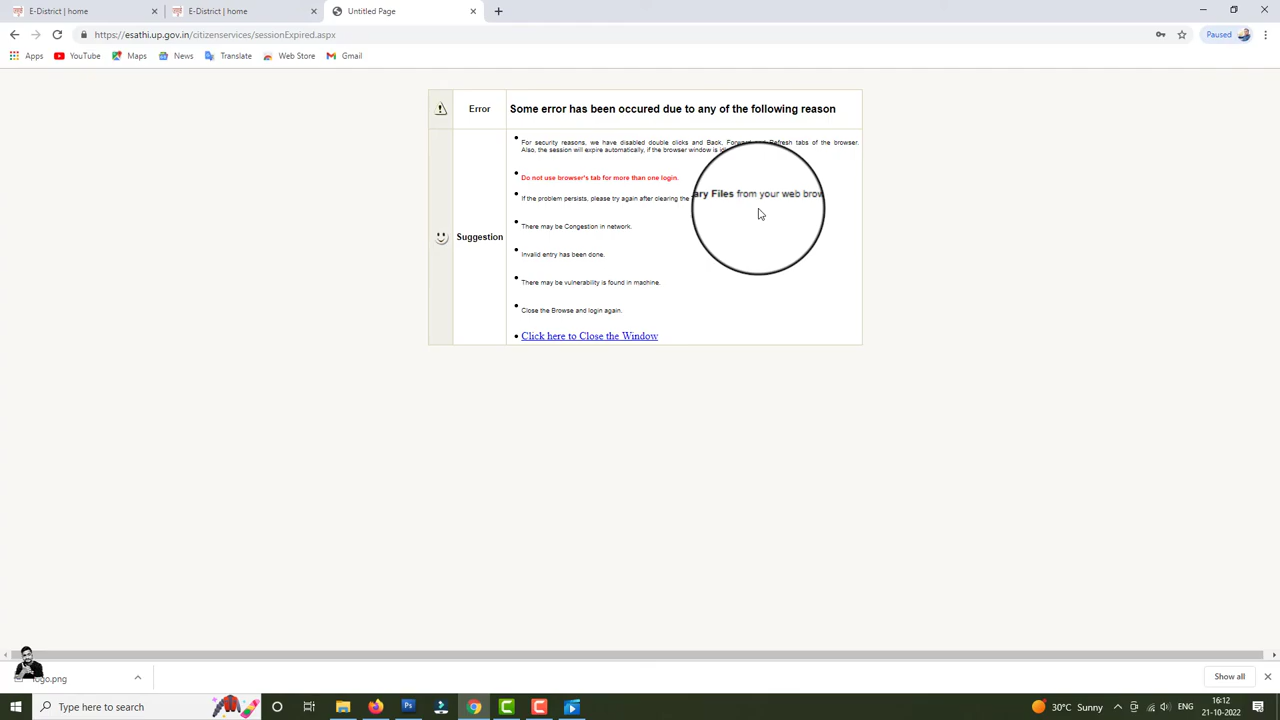 E-District | home
E-District | home
Untitled Page
https://esathi.up.gov.in/citizenservices/sessionExpired.aspx
Paused
Apps
YouTube
Maps
News
Translate
Web Store
Gmail
Error
Some error has been occured due to any of the following reason
Suggestion
For security reasons, we have disabled double clicks and Back, Forward and Refresh tabs of the browser.
Also, the session will expire automatically, if the browser window is
Do not use browser's tab for more than one login.
If the problem persists, please try again after clearing the
ary Files from your web brow
There may be Congestion in network.
Invalid entry has been done.
There may be vulnerability is found in machine.
Close the Browse and login again.
Click here to Close the Window
logo.png
Show all
Type here to search
Ps
30°C Sunny
ENG
16:12
21-10-2022